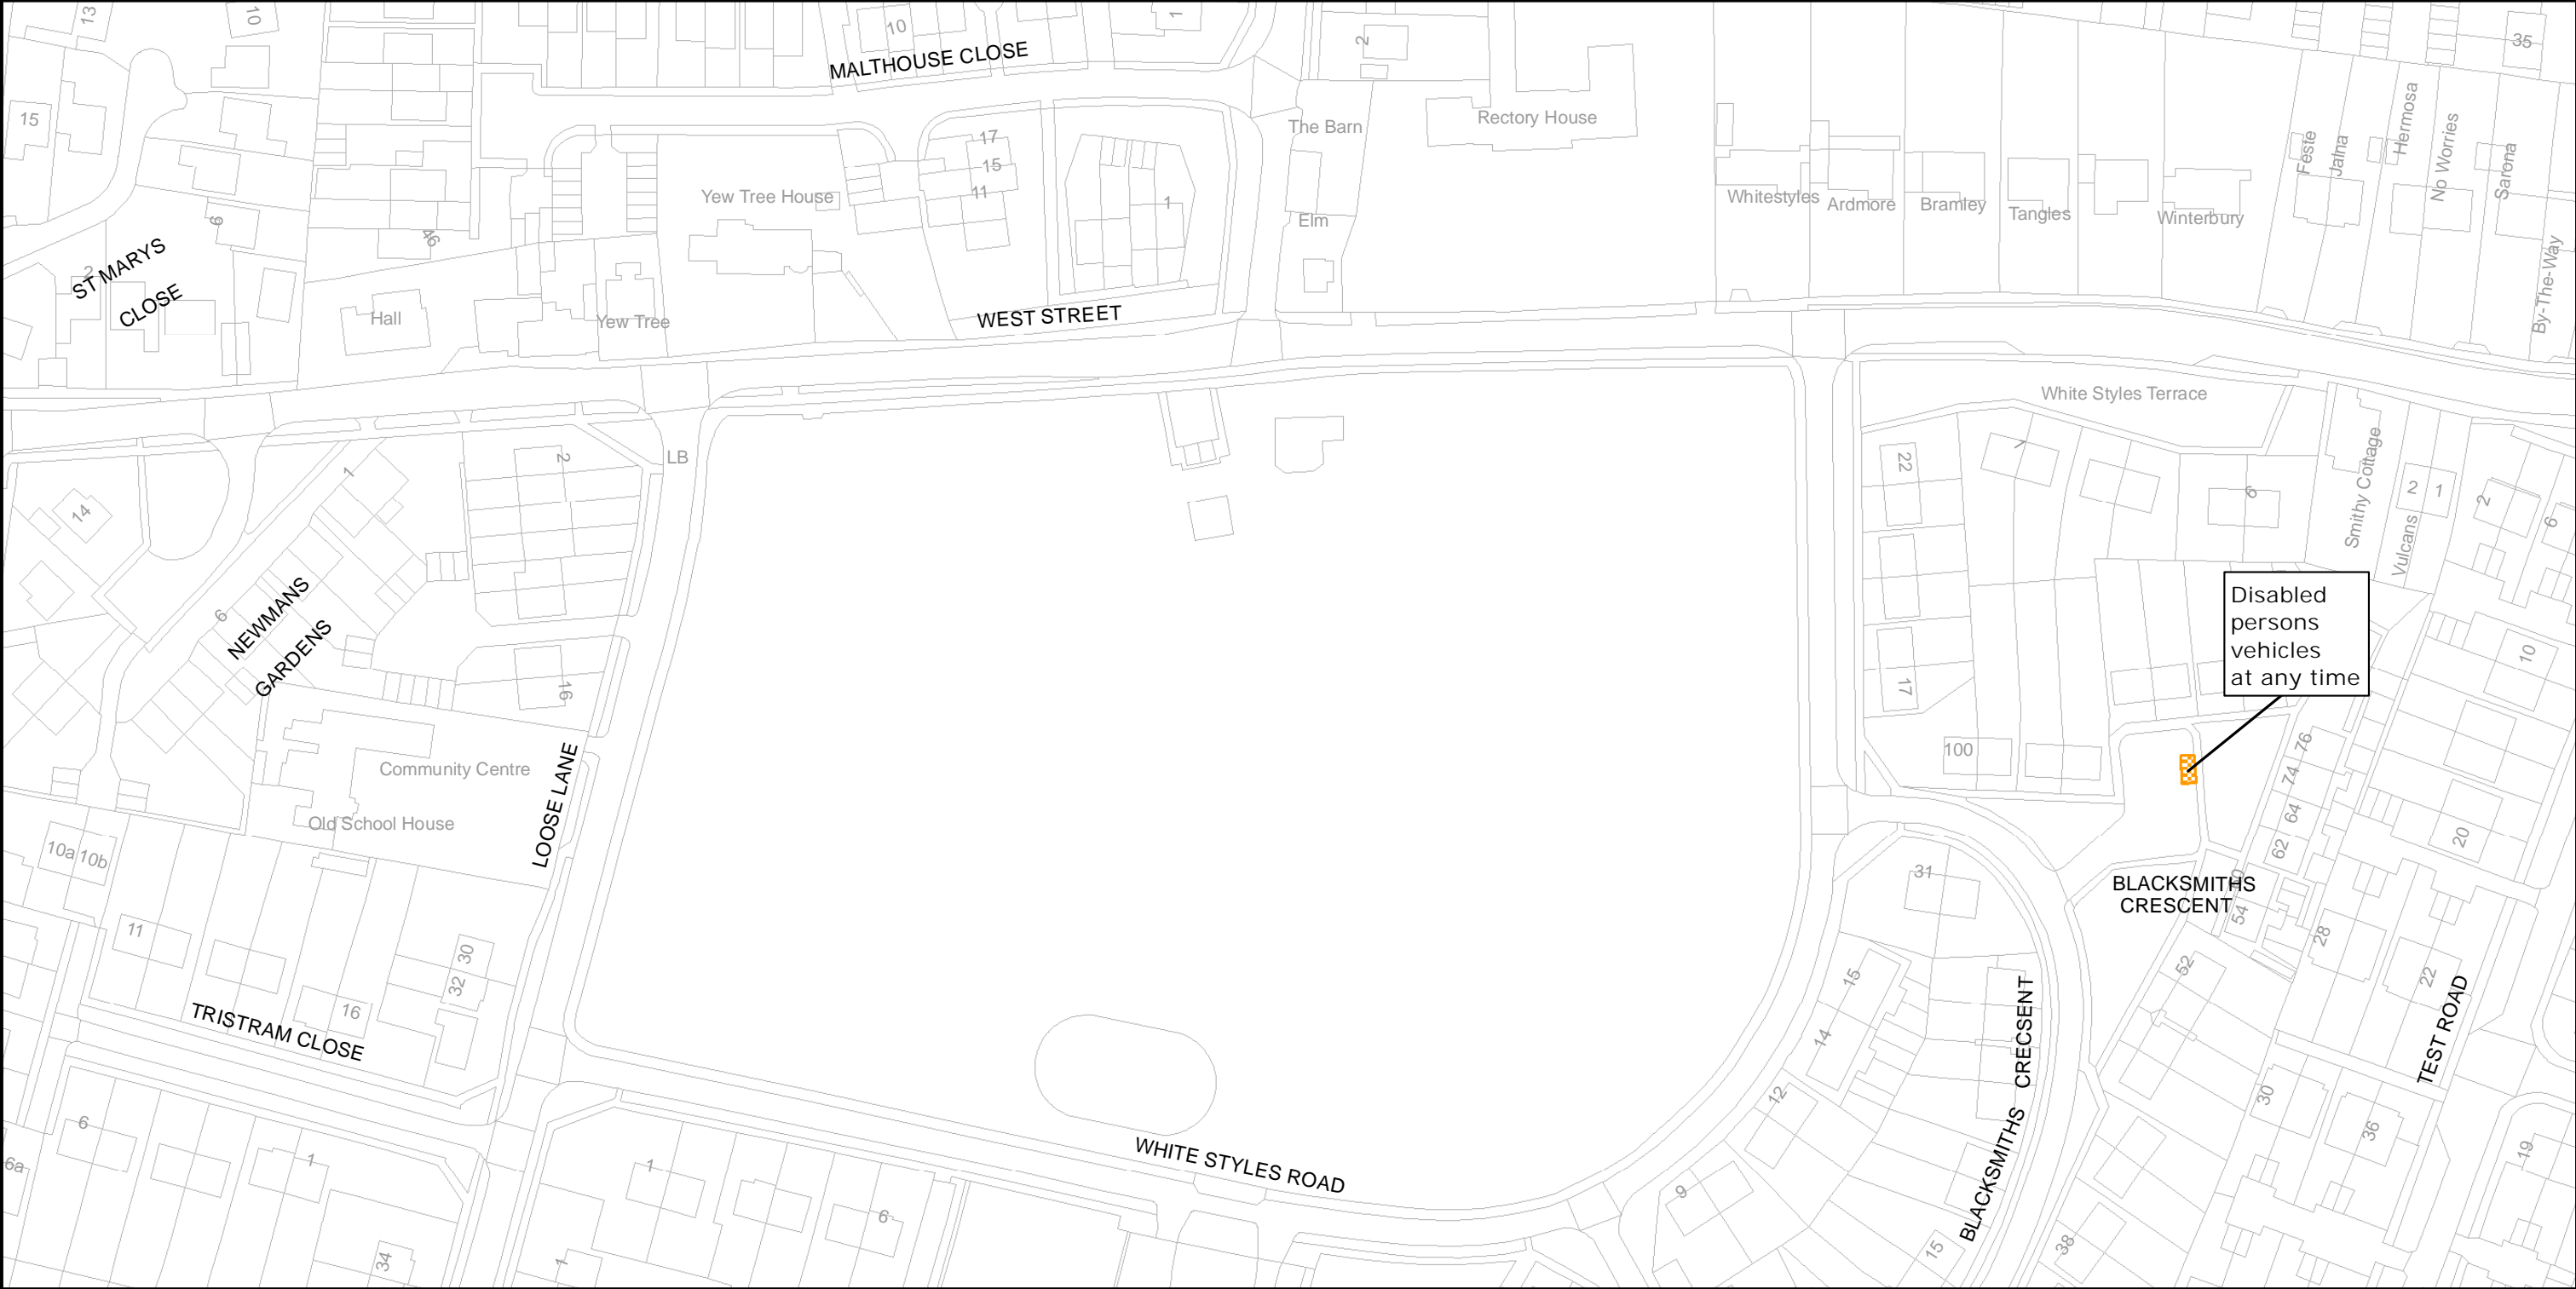 13
10
10
MALTHOUSE CLOSE
1
2
35
15
The Barn
Rectory House
17
15
11
Yew Tree House
1
Elm
Whitestyles
Ardmore
Bramley
Tangles
Winterbury
Feste
Jalna
Hermosa
No Worries
Sarona
By-The-Way
9
46
2
ST MARYS
CLOSE
Hall
Yew Tree
WEST STREET
White Styles Terrace
LB
1
2
14
22
7
6
Smithy Cottage
2
1
Vulcans
2
6
6
NEWMANS
GARDENS
16
17
Disabled
persons
vehicles
at any time
10
100
76
74
64
62
20
Community Centre
Old School House
LOOSE LANE
10a
10b
11
30
32
16
TRISTRAM CLOSE
31
BLACKSMITHS
CRESCENT
54
28
52
22
15
14
12
BLACKSMITHS CRECSENT
TEST ROAD
30
36
19
6
6a
1
1
6
34
1
WHITE STYLES ROAD
9
15
38